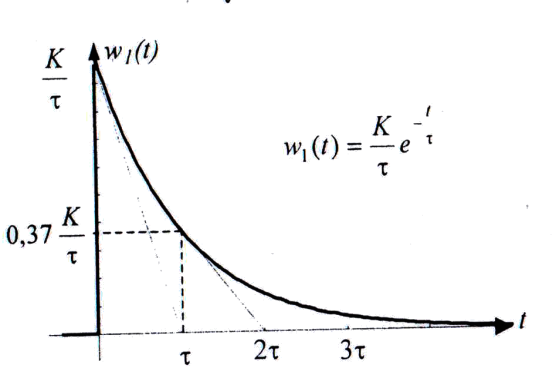 K/τ w₁(t)
w₁(t) = K/τ e^(-t/τ)
0,37 K/τ
τ 2τ 3τ t